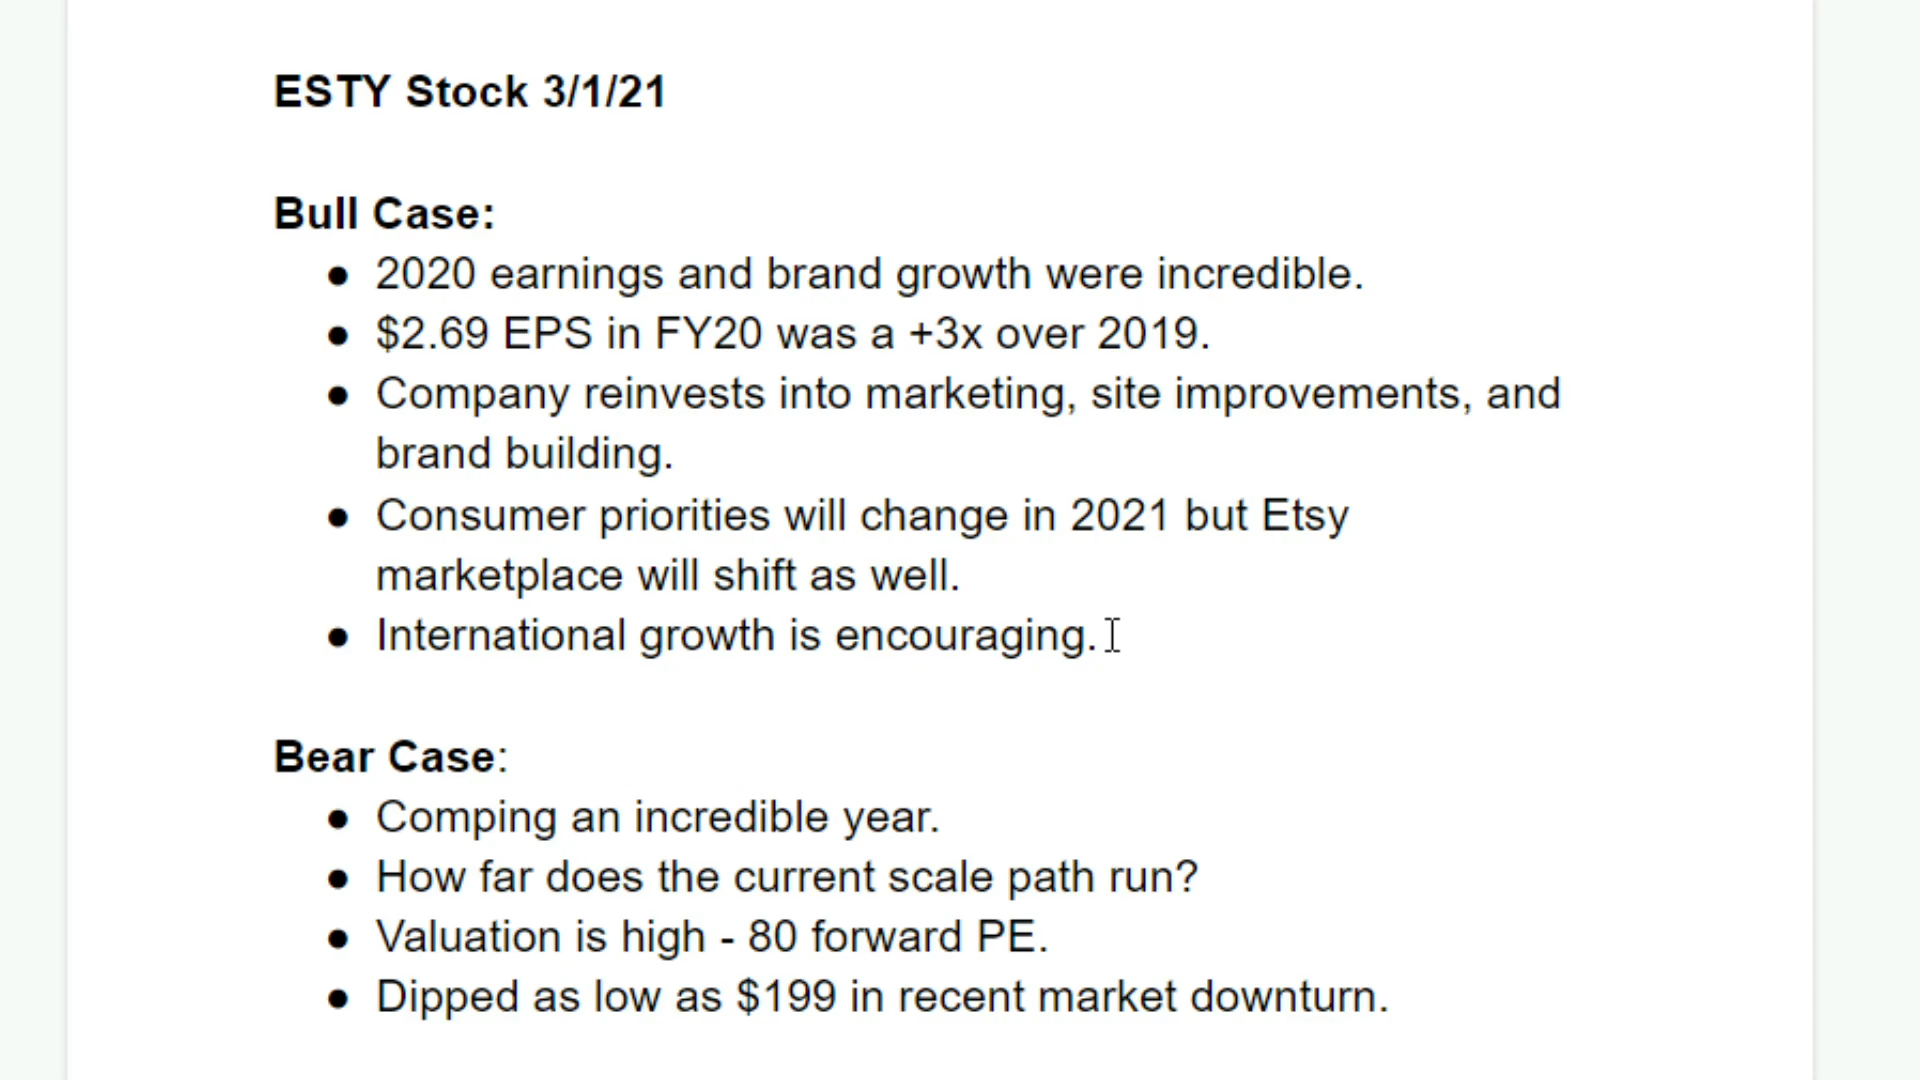 ESTY Stock 3/1/21
Bull Case:
● 2020 earnings and brand growth were incredible.
● $2.69 EPS in FY20 was a +3x over 2019.
● Company reinvests into marketing, site improvements, and
brand building.
● Consumer priorities will change in 2021 but Etsy
marketplace will shift as well.
● International growth is encouraging.
Bear Case:
● Comping an incredible year.
● How far does the current scale path run?
● Valuation is high - 80 forward PE.
● Dipped as low as $199 in recent market downturn.